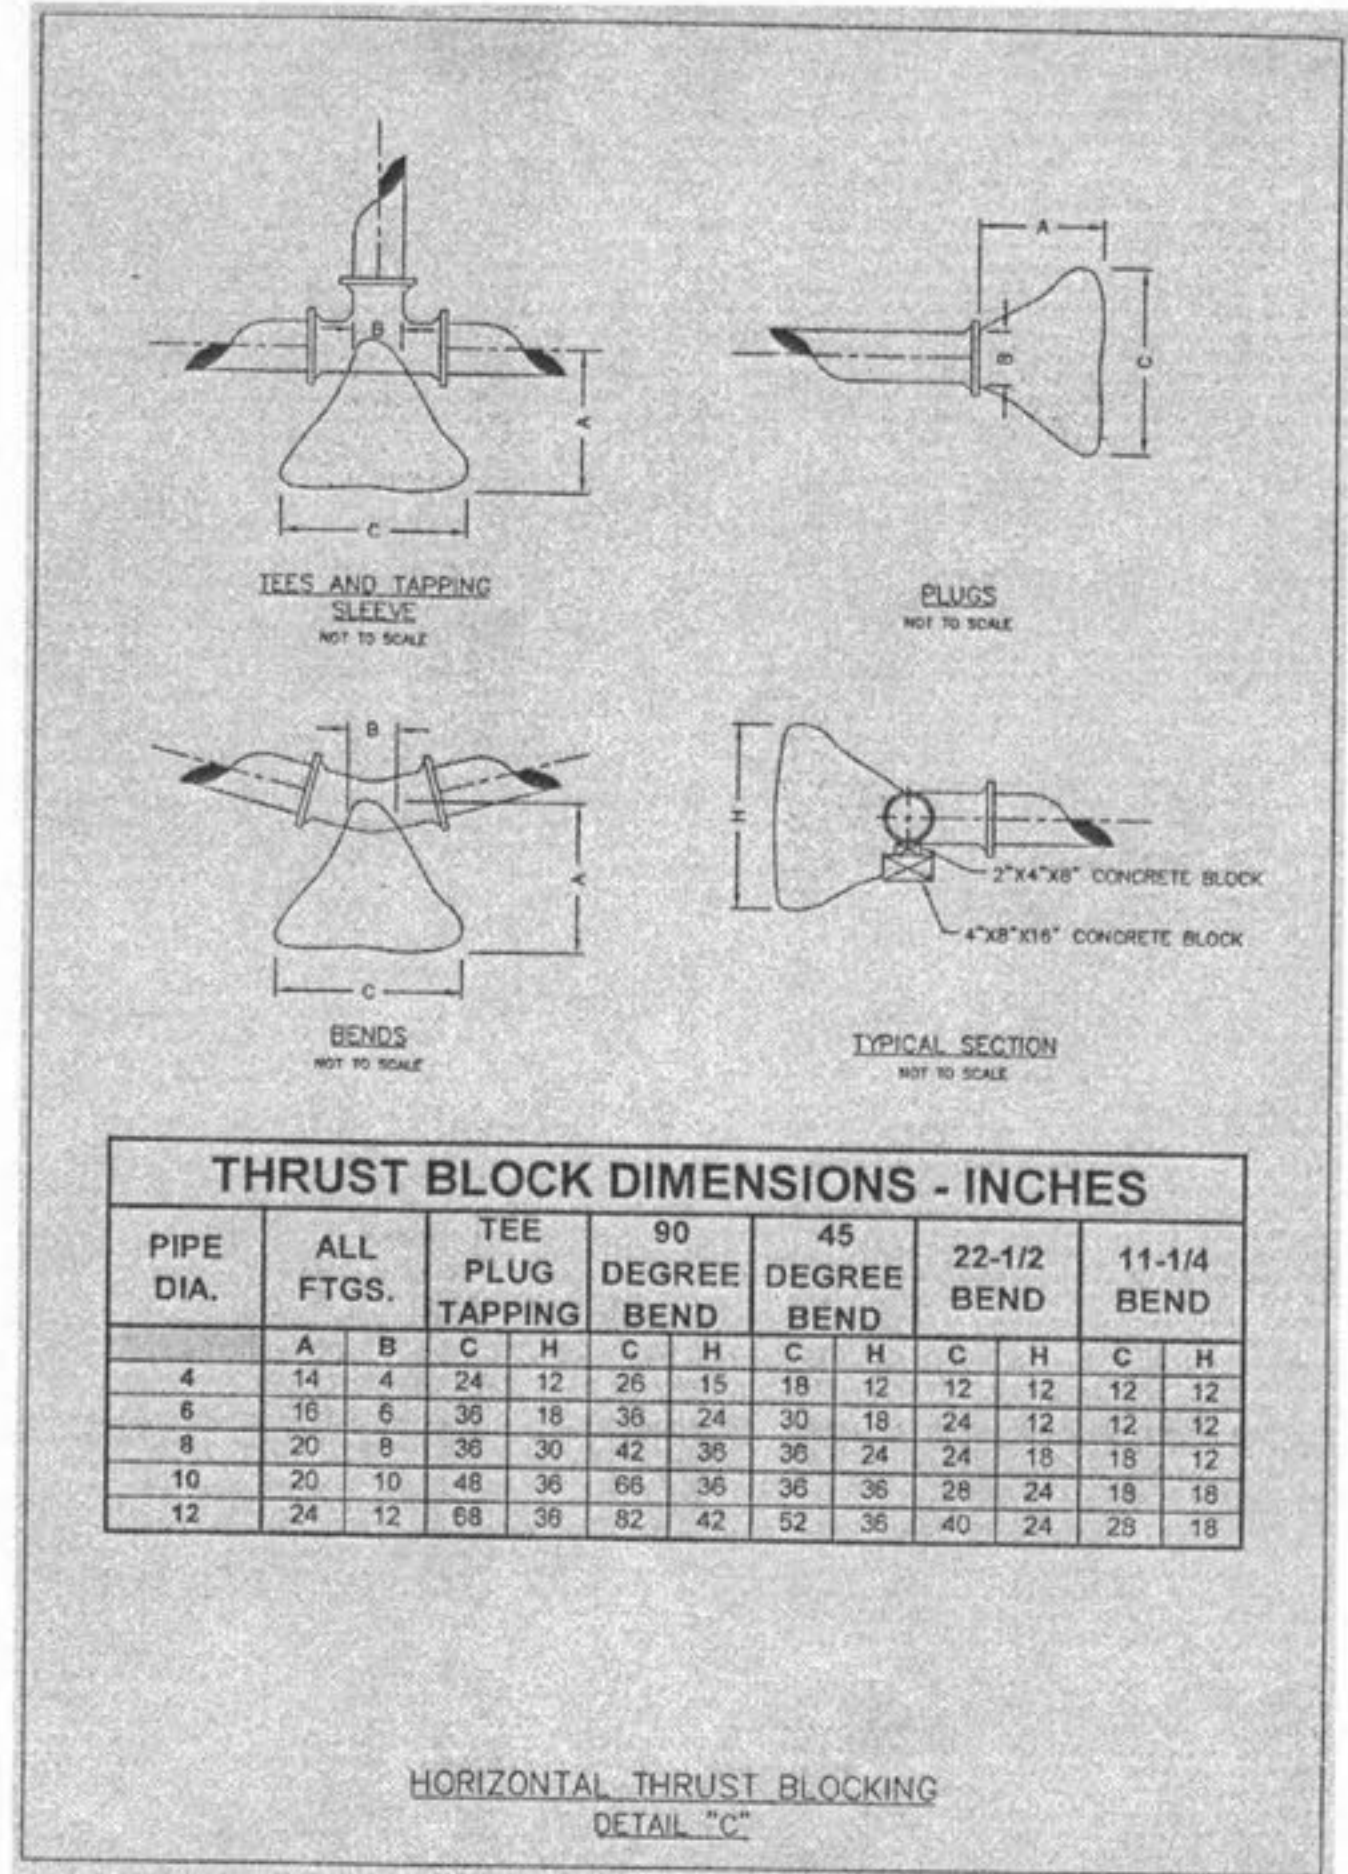 B
A
C
TEES AND TAPPING
SLEEVE
NOT TO SCALE
A
B
C
PLUGS
NOT TO SCALE
B
A
C
BENDS
NOT TO SCALE
H
2"X4"X8" CONCRETE BLOCK
4"X8"X16" CONCRETE BLOCK
TYPICAL SECTION
NOT TO SCALE
THRUST BLOCK DIMENSIONS - INCHES
PIPE DIA. ALL FTGS. TEE PLUG TAPPING 90 DEGREE BEND 45 DEGREE BEND 22-1/2 BEND 11-1/4 BEND
A B C H C H C H C H C H
4 14 4 24 12 26 15 18 12 12 12 12 12
6 16 6 36 18 36 24 30 18 24 12 12 12
8 20 8 36 30 42 36 36 24 24 18 18 12
10 20 10 48 36 66 36 36 36 28 24 18 18
12 24 12 68 36 82 42 52 36 40 24 28 18
HORIZONTAL THRUST BLOCKING
DETAIL "C"